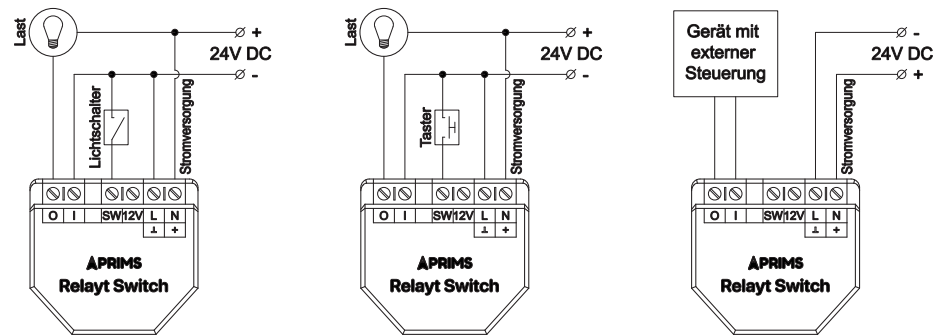 Last
+
24V DC
-
Lichtschalter
Stromversorgung
O I SW 12V L N
⊥ +
APRIMS
Relayt Switch
Last
+
24V DC
-
Taster
Stromversorgung
O I SW 12V L N
⊥ +
APRIMS
Relayt Switch
Gerät mit
externer
Steuerung
-
24V DC
+
Stromversorgung
O I SW 12V L N
⊥ +
APRIMS
Relayt Switch